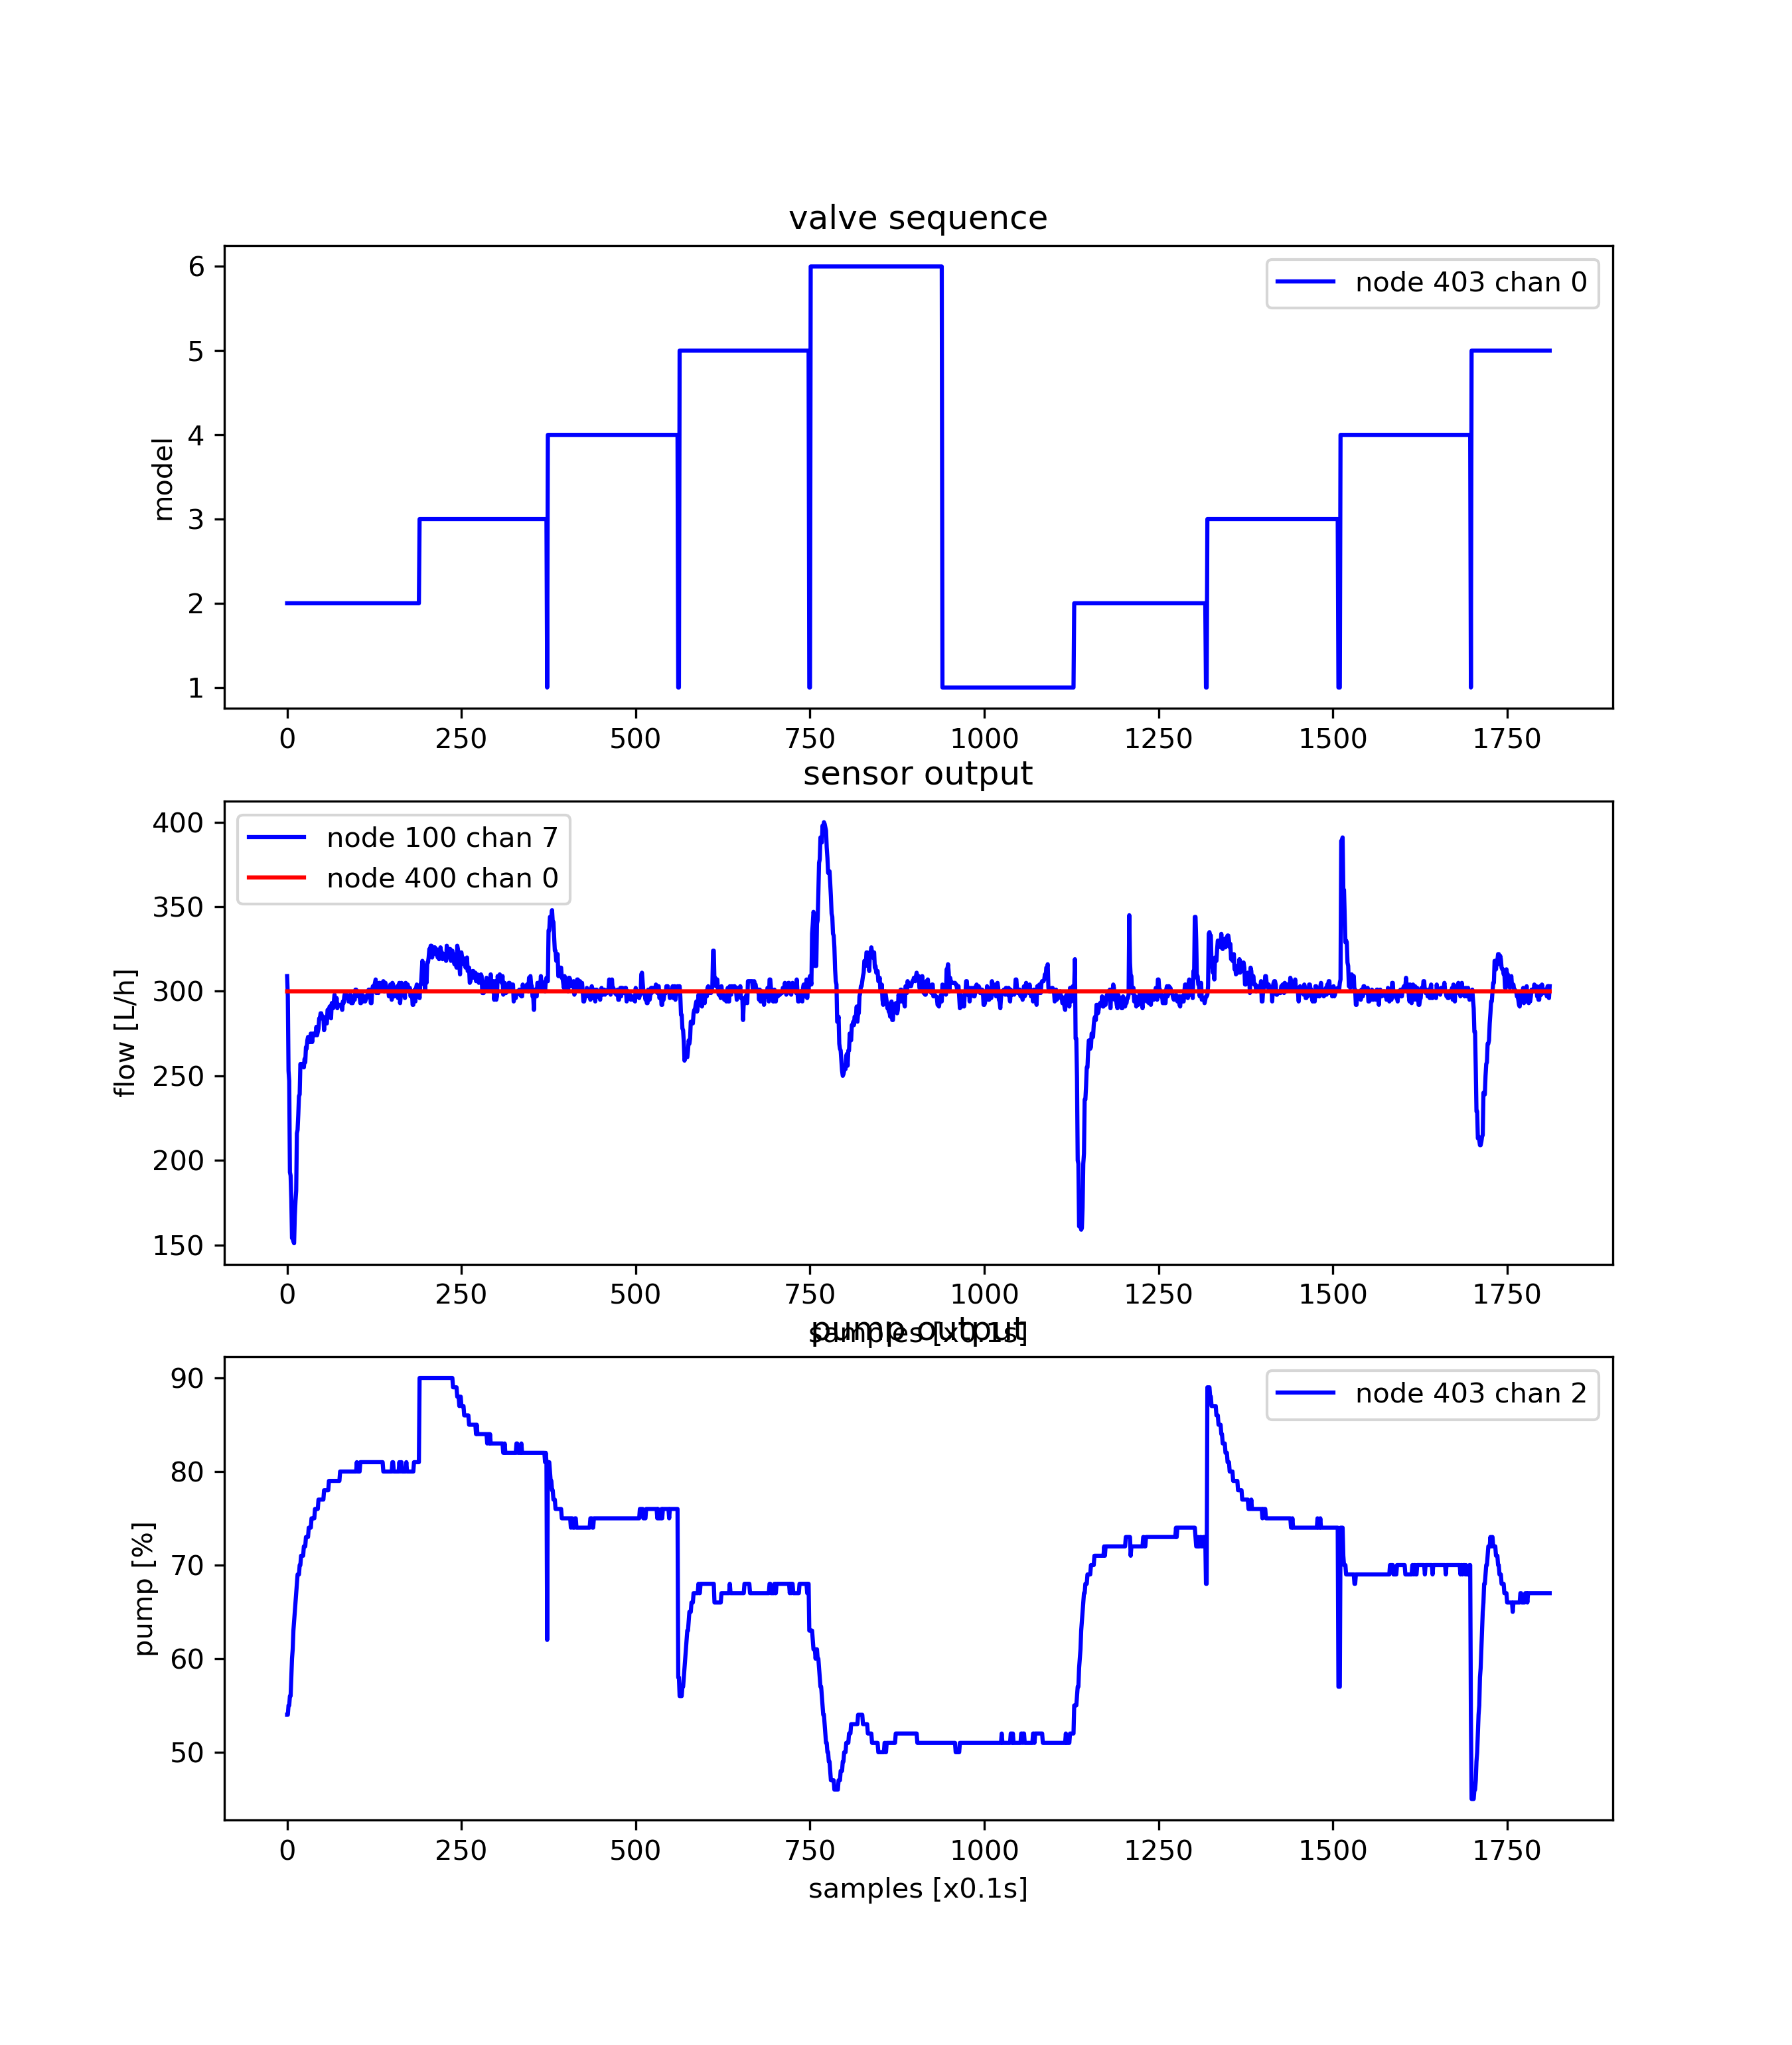 valve sequence
node 403 chan 0
model
6
5
4
3
2
1
0 250 500 750 1000 1250 1500 1750
sensor output
node 100 chan 7
node 400 chan 0
flow [L/h]
400
350
300
250
200
150
0 250 500 750 1000 1250 1500 1750
samples [x0.1s]
pump output
node 403 chan 2
pump [%]
90
80
70
60
50
0 250 500 750 1000 1250 1500 1750
samples [x0.1s]